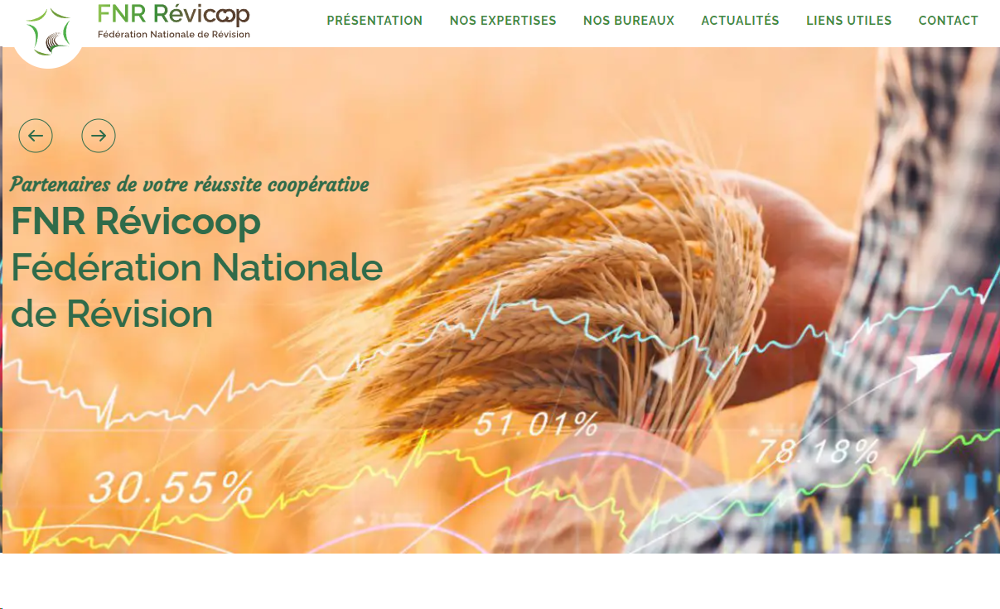 FNR Révicoop
Fédération Nationale de Révision
PRÉSENTATION NOS EXPERTISES NOS BUREAUX ACTUALITÉS LIENS UTILES CONTACT
Partenaires de votre réussite coopérative
FNR Révicoop
Fédération Nationale
de Révision
51.01%
78.18%
30.55%